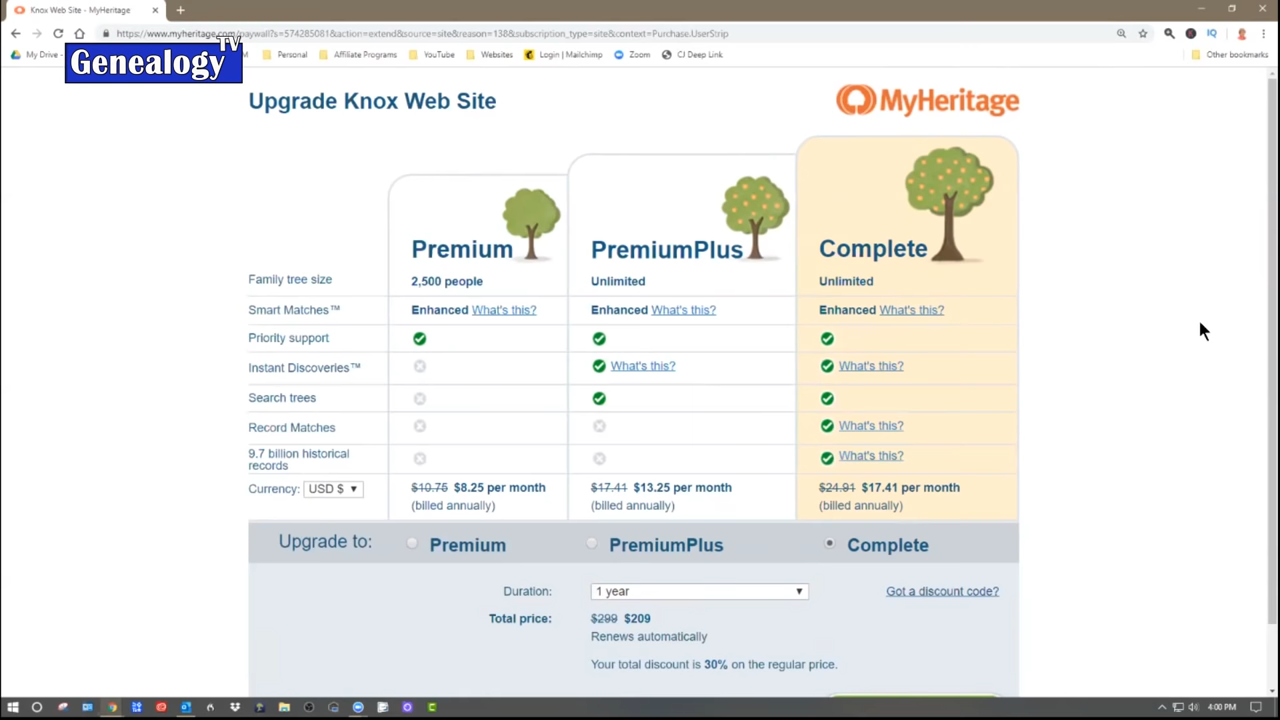 Knox Web Site - MyHeritage
https://www.myheritage.com/paywall?s=574285081&action=extend&source=site&reason=138&subscription_type=site&context=Purchase.UserStrip
My Drive
Personal
Affiliate Programs
YouTube
Websites
Login | Mailchimp
Zoom
CJ Deep Link
Other bookmarks
Genealogy TV
Upgrade Knox Web Site
MyHeritage
Premium
PremiumPlus
Complete
Family tree size
2,500 people
Unlimited
Unlimited
Smart Matches™
Enhanced What's this?
Enhanced What's this?
Enhanced What's this?
Priority support
Instant Discoveries™
What's this?
What's this?
Search trees
Record Matches
What's this?
9.7 billion historical
records
What's this?
Currency: USD $
$10.75 $8.25 per month
(billed annually)
$17.41 $13.25 per month
(billed annually)
$24.91 $17.41 per month
(billed annually)
Upgrade to:
Premium
PremiumPlus
Complete
Duration:
1 year
Got a discount code?
Total price:
$299 $209
Renews automatically
Your total discount is 30% on the regular price.
4:00 PM